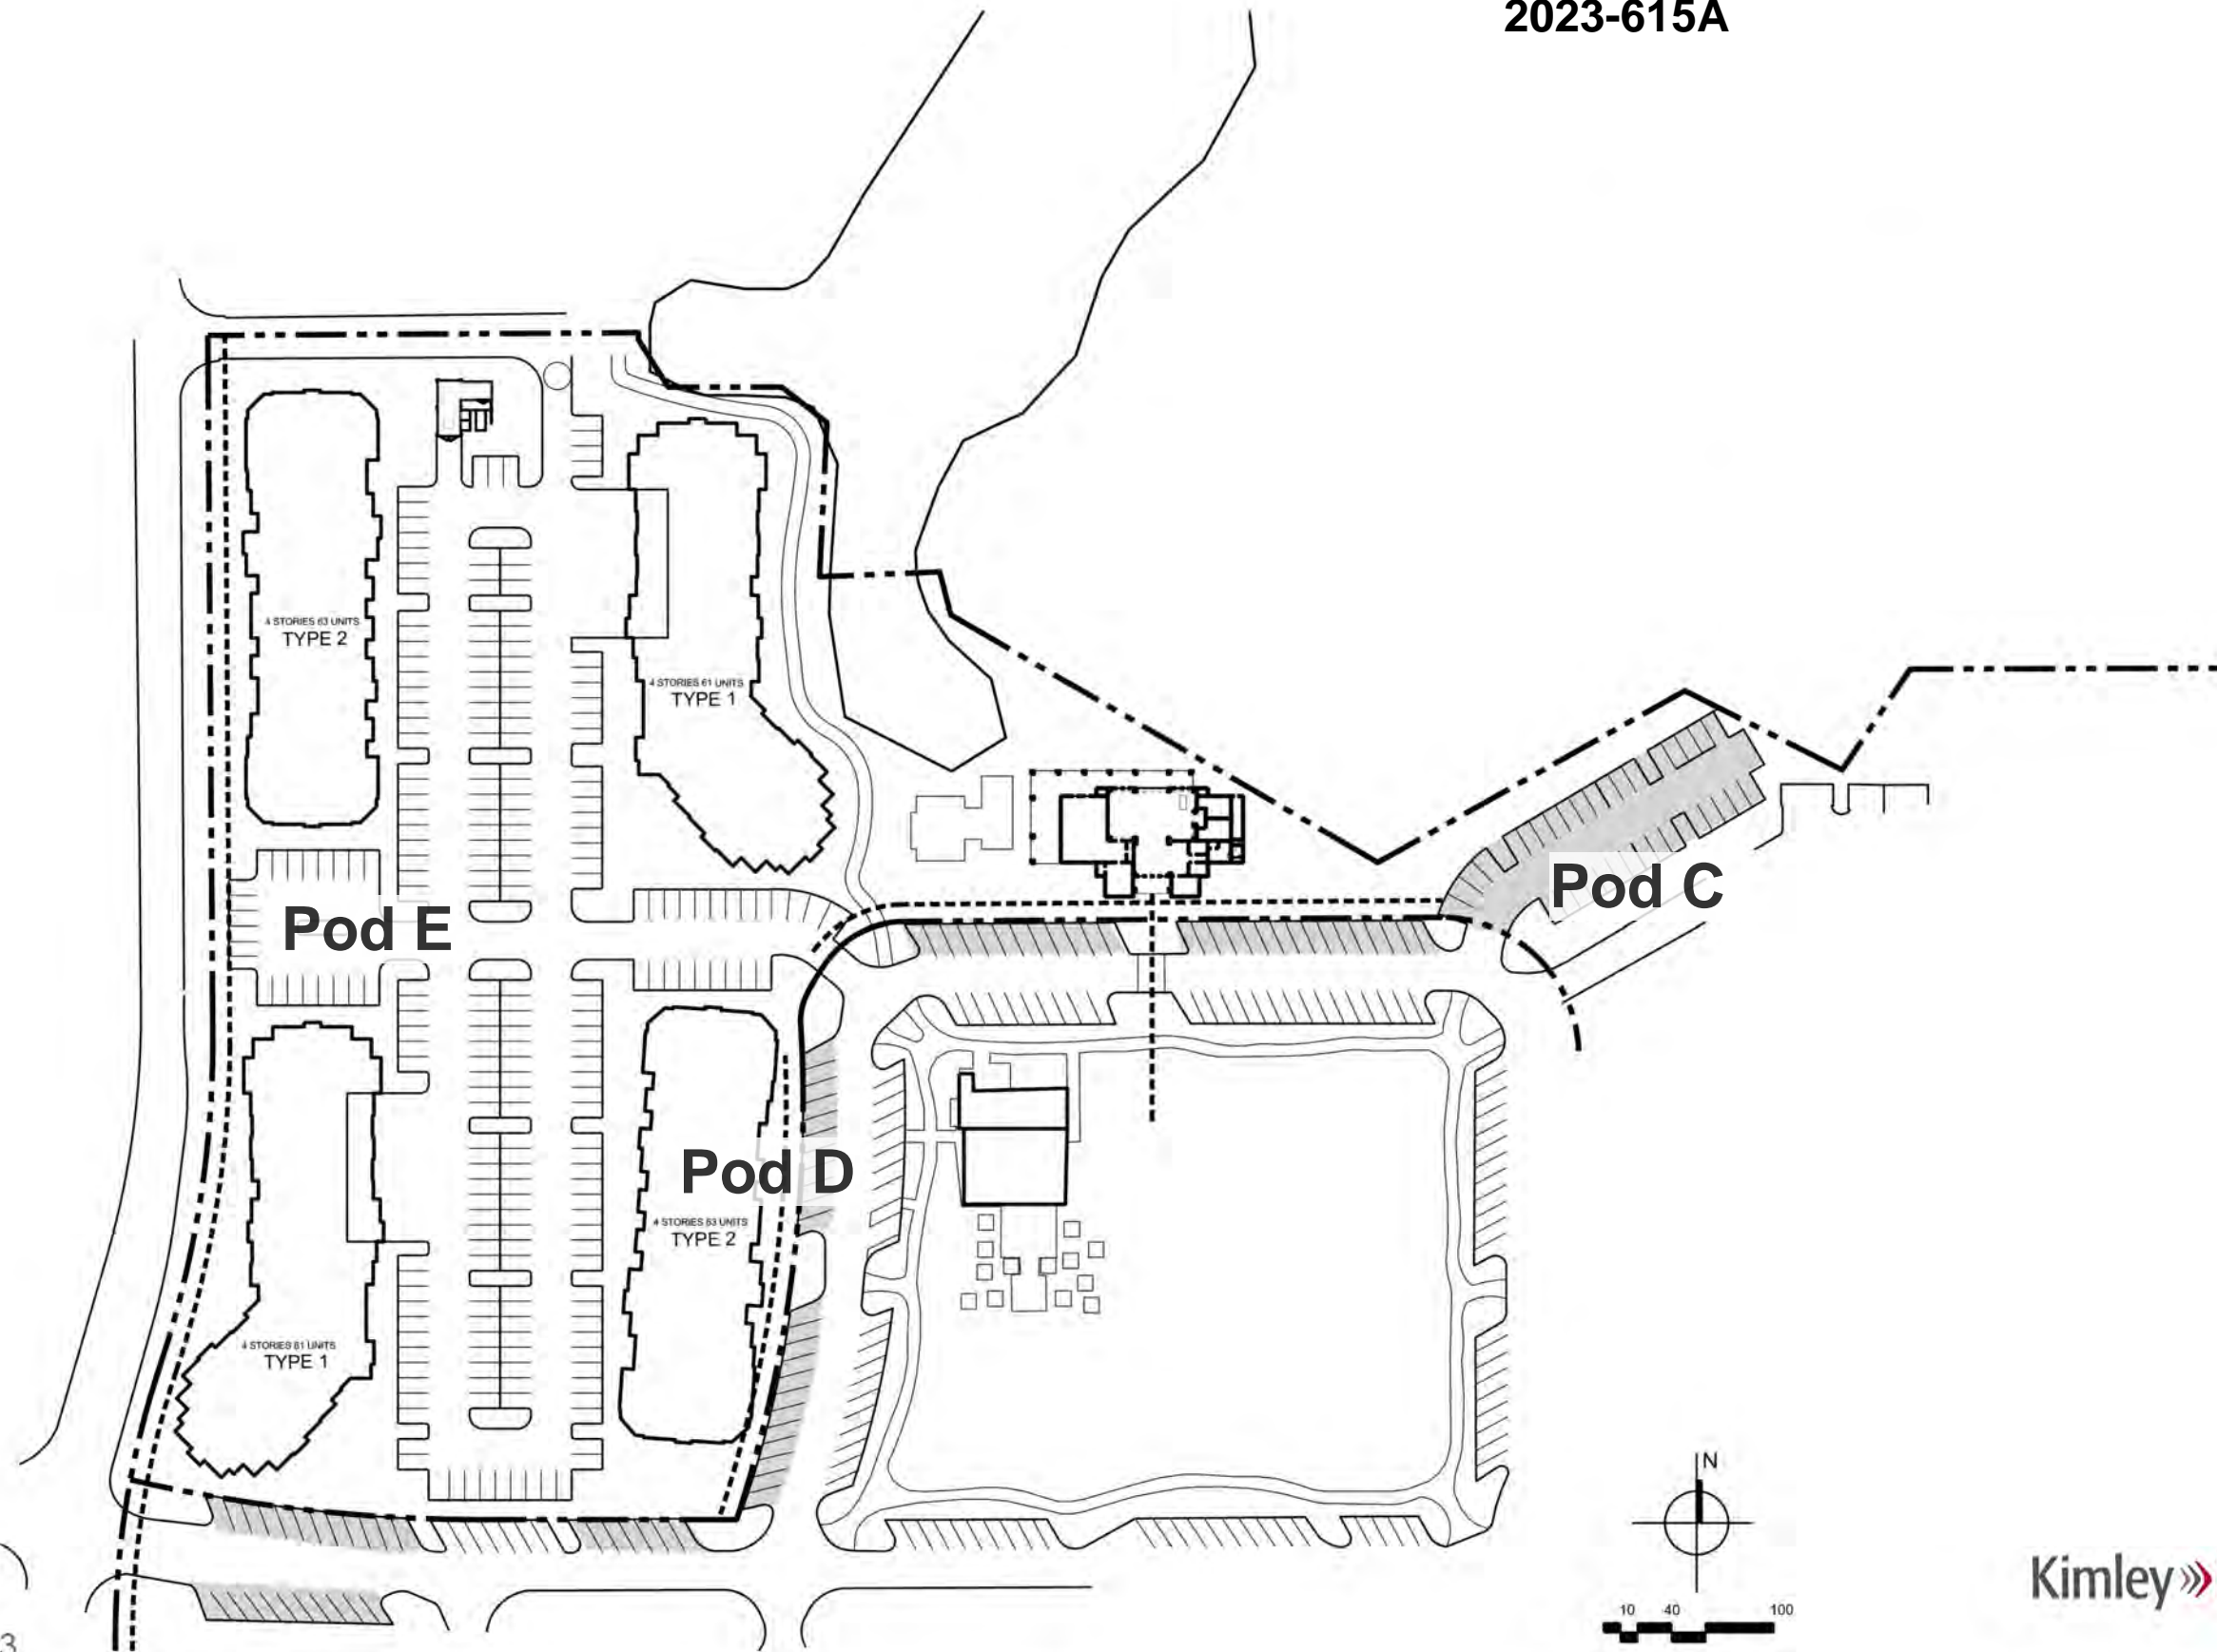 2023-615A
4 STORIES 63 UNITS
TYPE 2
4 STORIES 61 UNITS
TYPE 1
Pod E
Pod C
Pod D
4 STORIES 63 UNITS
TYPE 2
4 STORIES 61 UNITS
TYPE 1
N
10 40 100
Kimley»
3